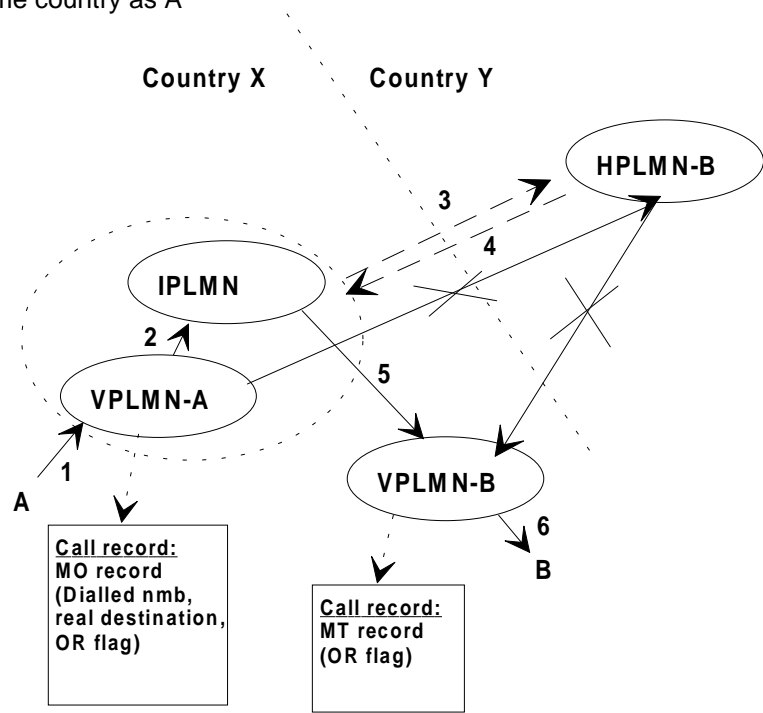 ne country as A
Country X
Country Y
HPLMN-B
3
4
IPLMN
2
5
VPLMN-A
1
A
VPLMN-B
6
B
Call record:
MO record
(Dialled nmb,
real destination,
OR flag)
Call record:
MT record
(OR flag)